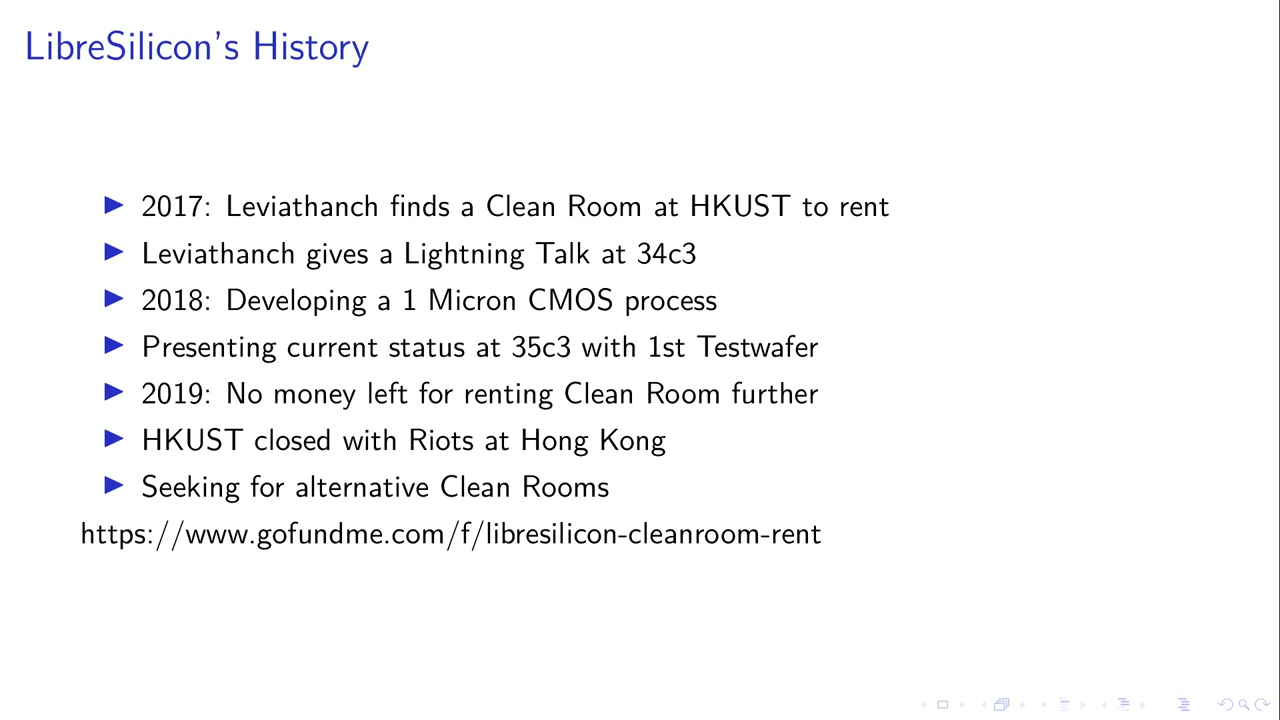 LibreSilicon's History
▶ 2017: Leviathanch finds a Clean Room at HKUST to rent
▶ Leviathanch gives a Lightning Talk at 34c3
▶ 2018: Developing a 1 Micron CMOS process
▶ Presenting current status at 35c3 with 1st Testwafer
▶ 2019: No money left for renting Clean Room further
▶ HKUST closed with Riots at Hong Kong
▶ Seeking for alternative Clean Rooms
https://www.gofundme.com/f/libresilicon-cleanroom-rent